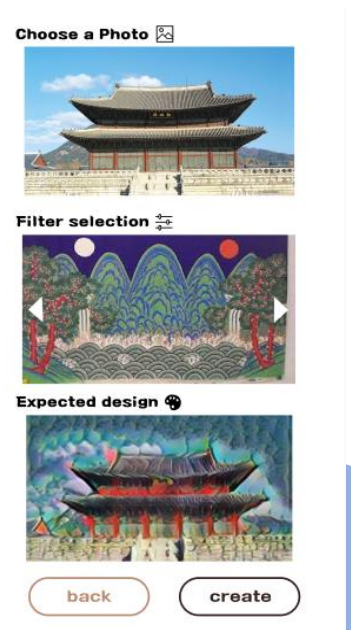 Choose a Photo
Filter selection
Expected design
back
create